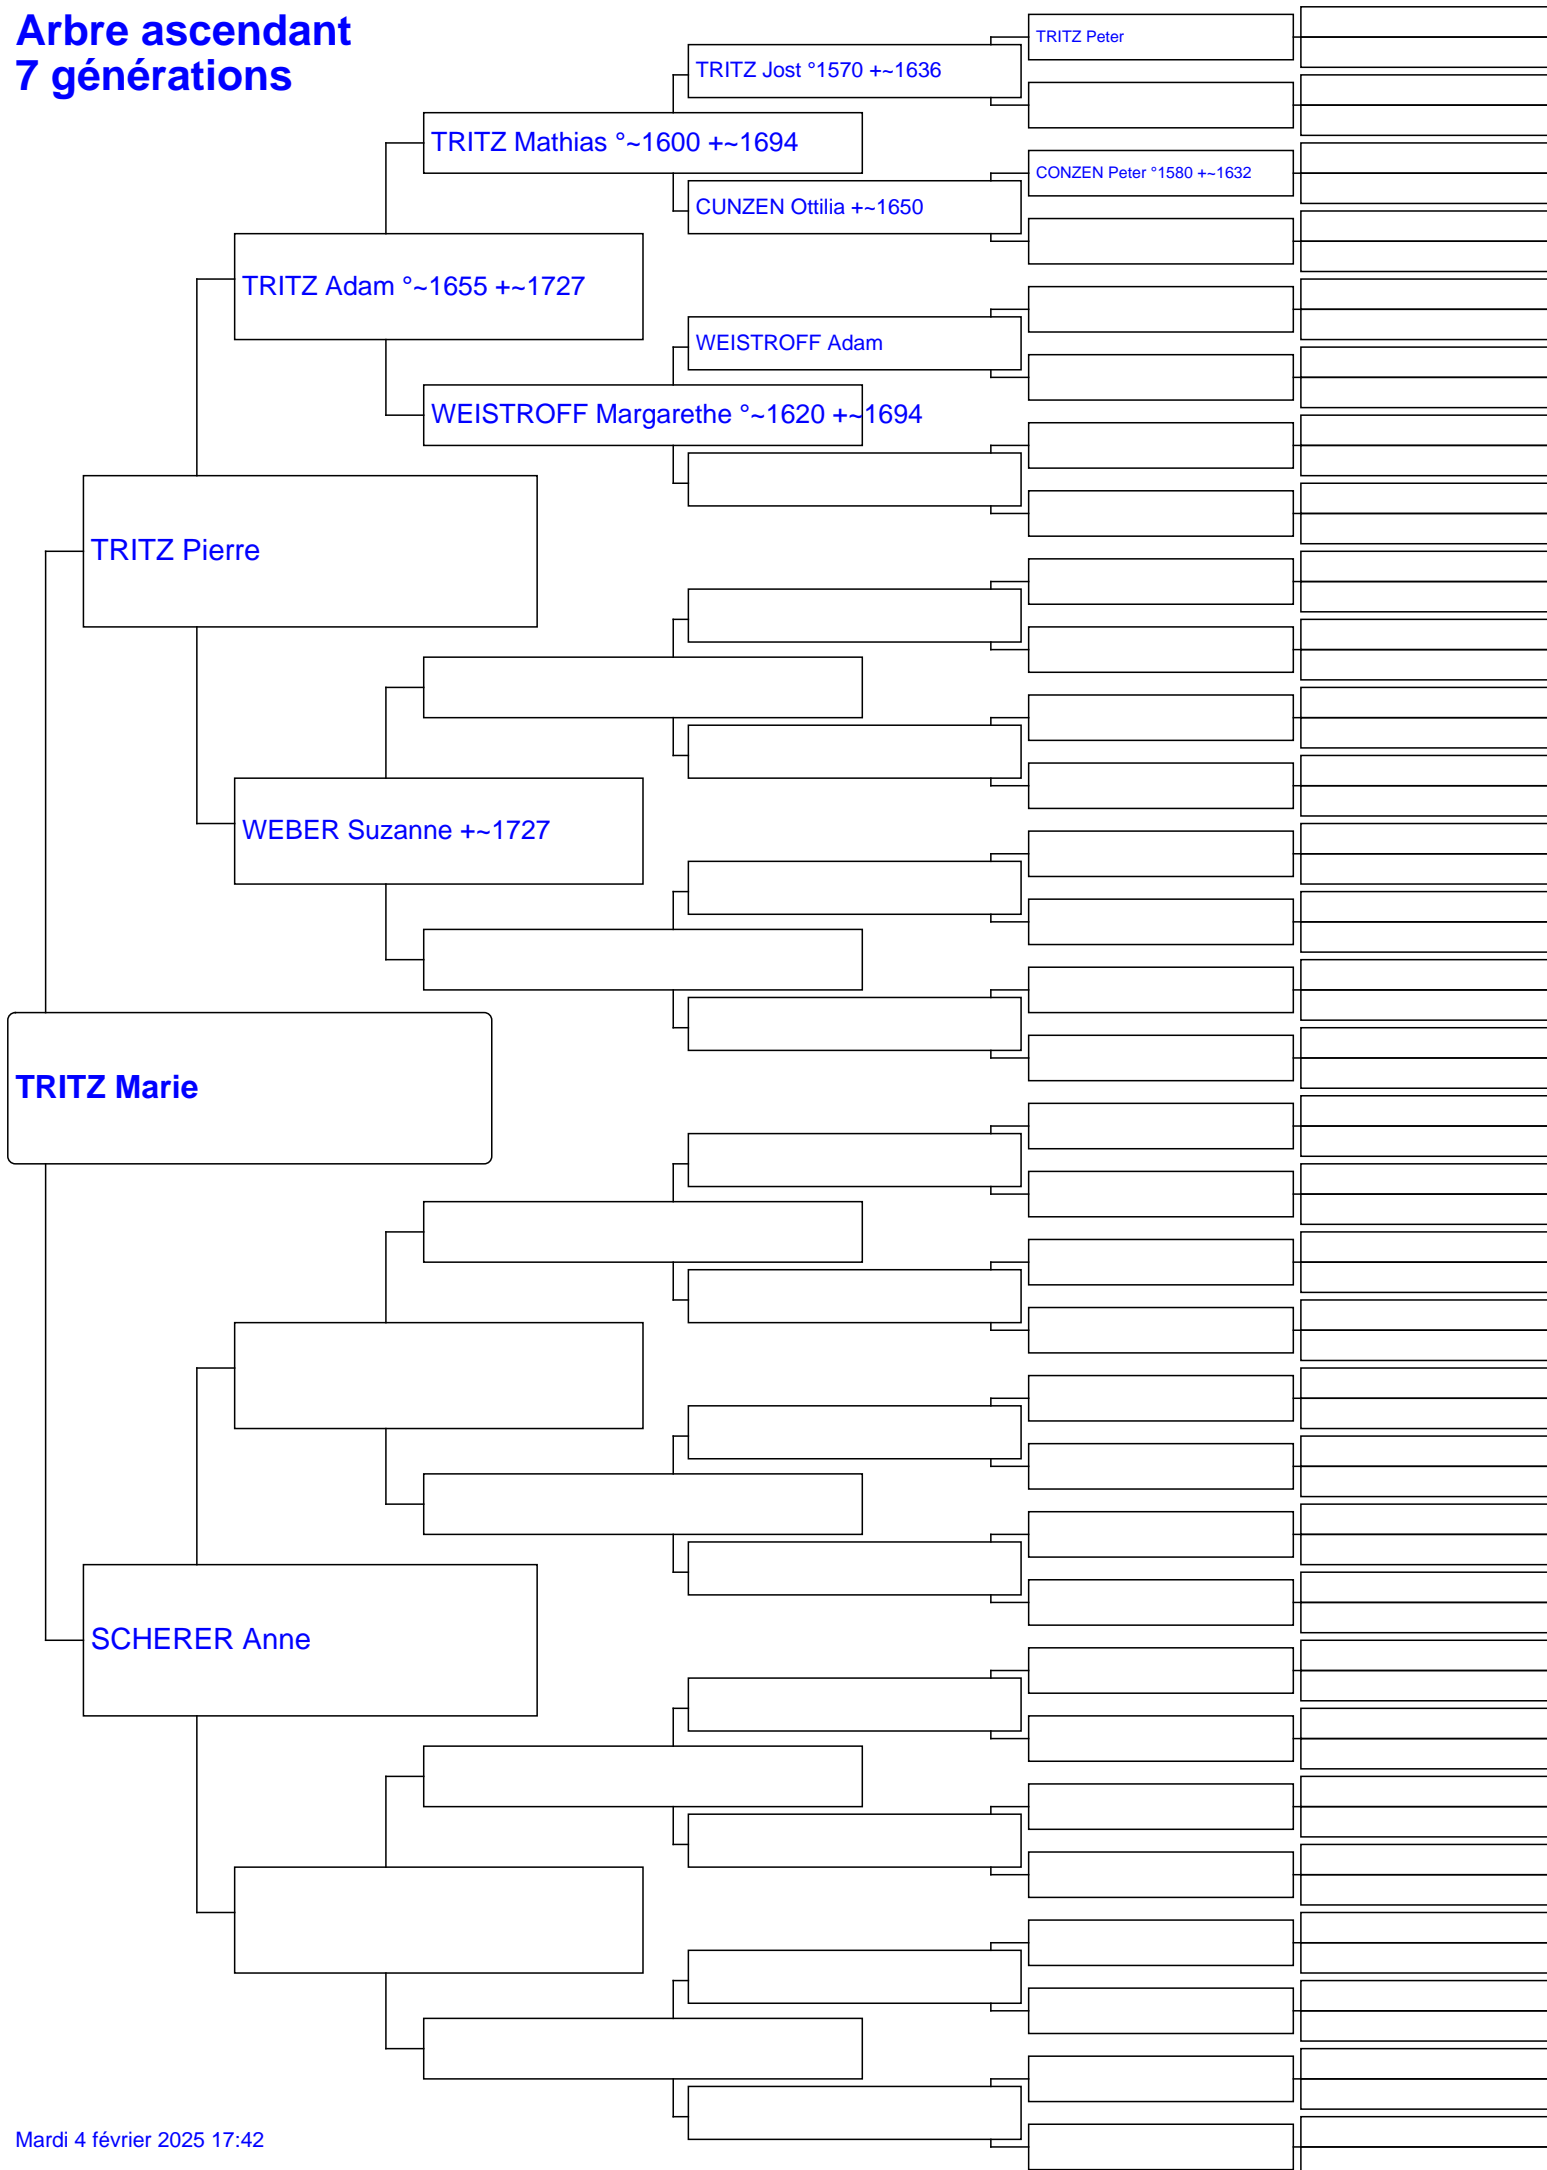 Arbre ascendant
7 générations
TRITZ Peter
TRITZ Jost °1570 +~1636
TRITZ Mathias °~1600 +~1694
CONZEN Peter °1580 +~1632
CUNZEN Ottilia +~1650
TRITZ Adam °~1655 +~1727
WEISTROFF Adam
WEISTROFF Margarethe °~1620 +~1694
TRITZ Pierre
WEBER Suzanne +~1727
TRITZ Marie
SCHERER Anne
Mardi 4 février 2025 17:42